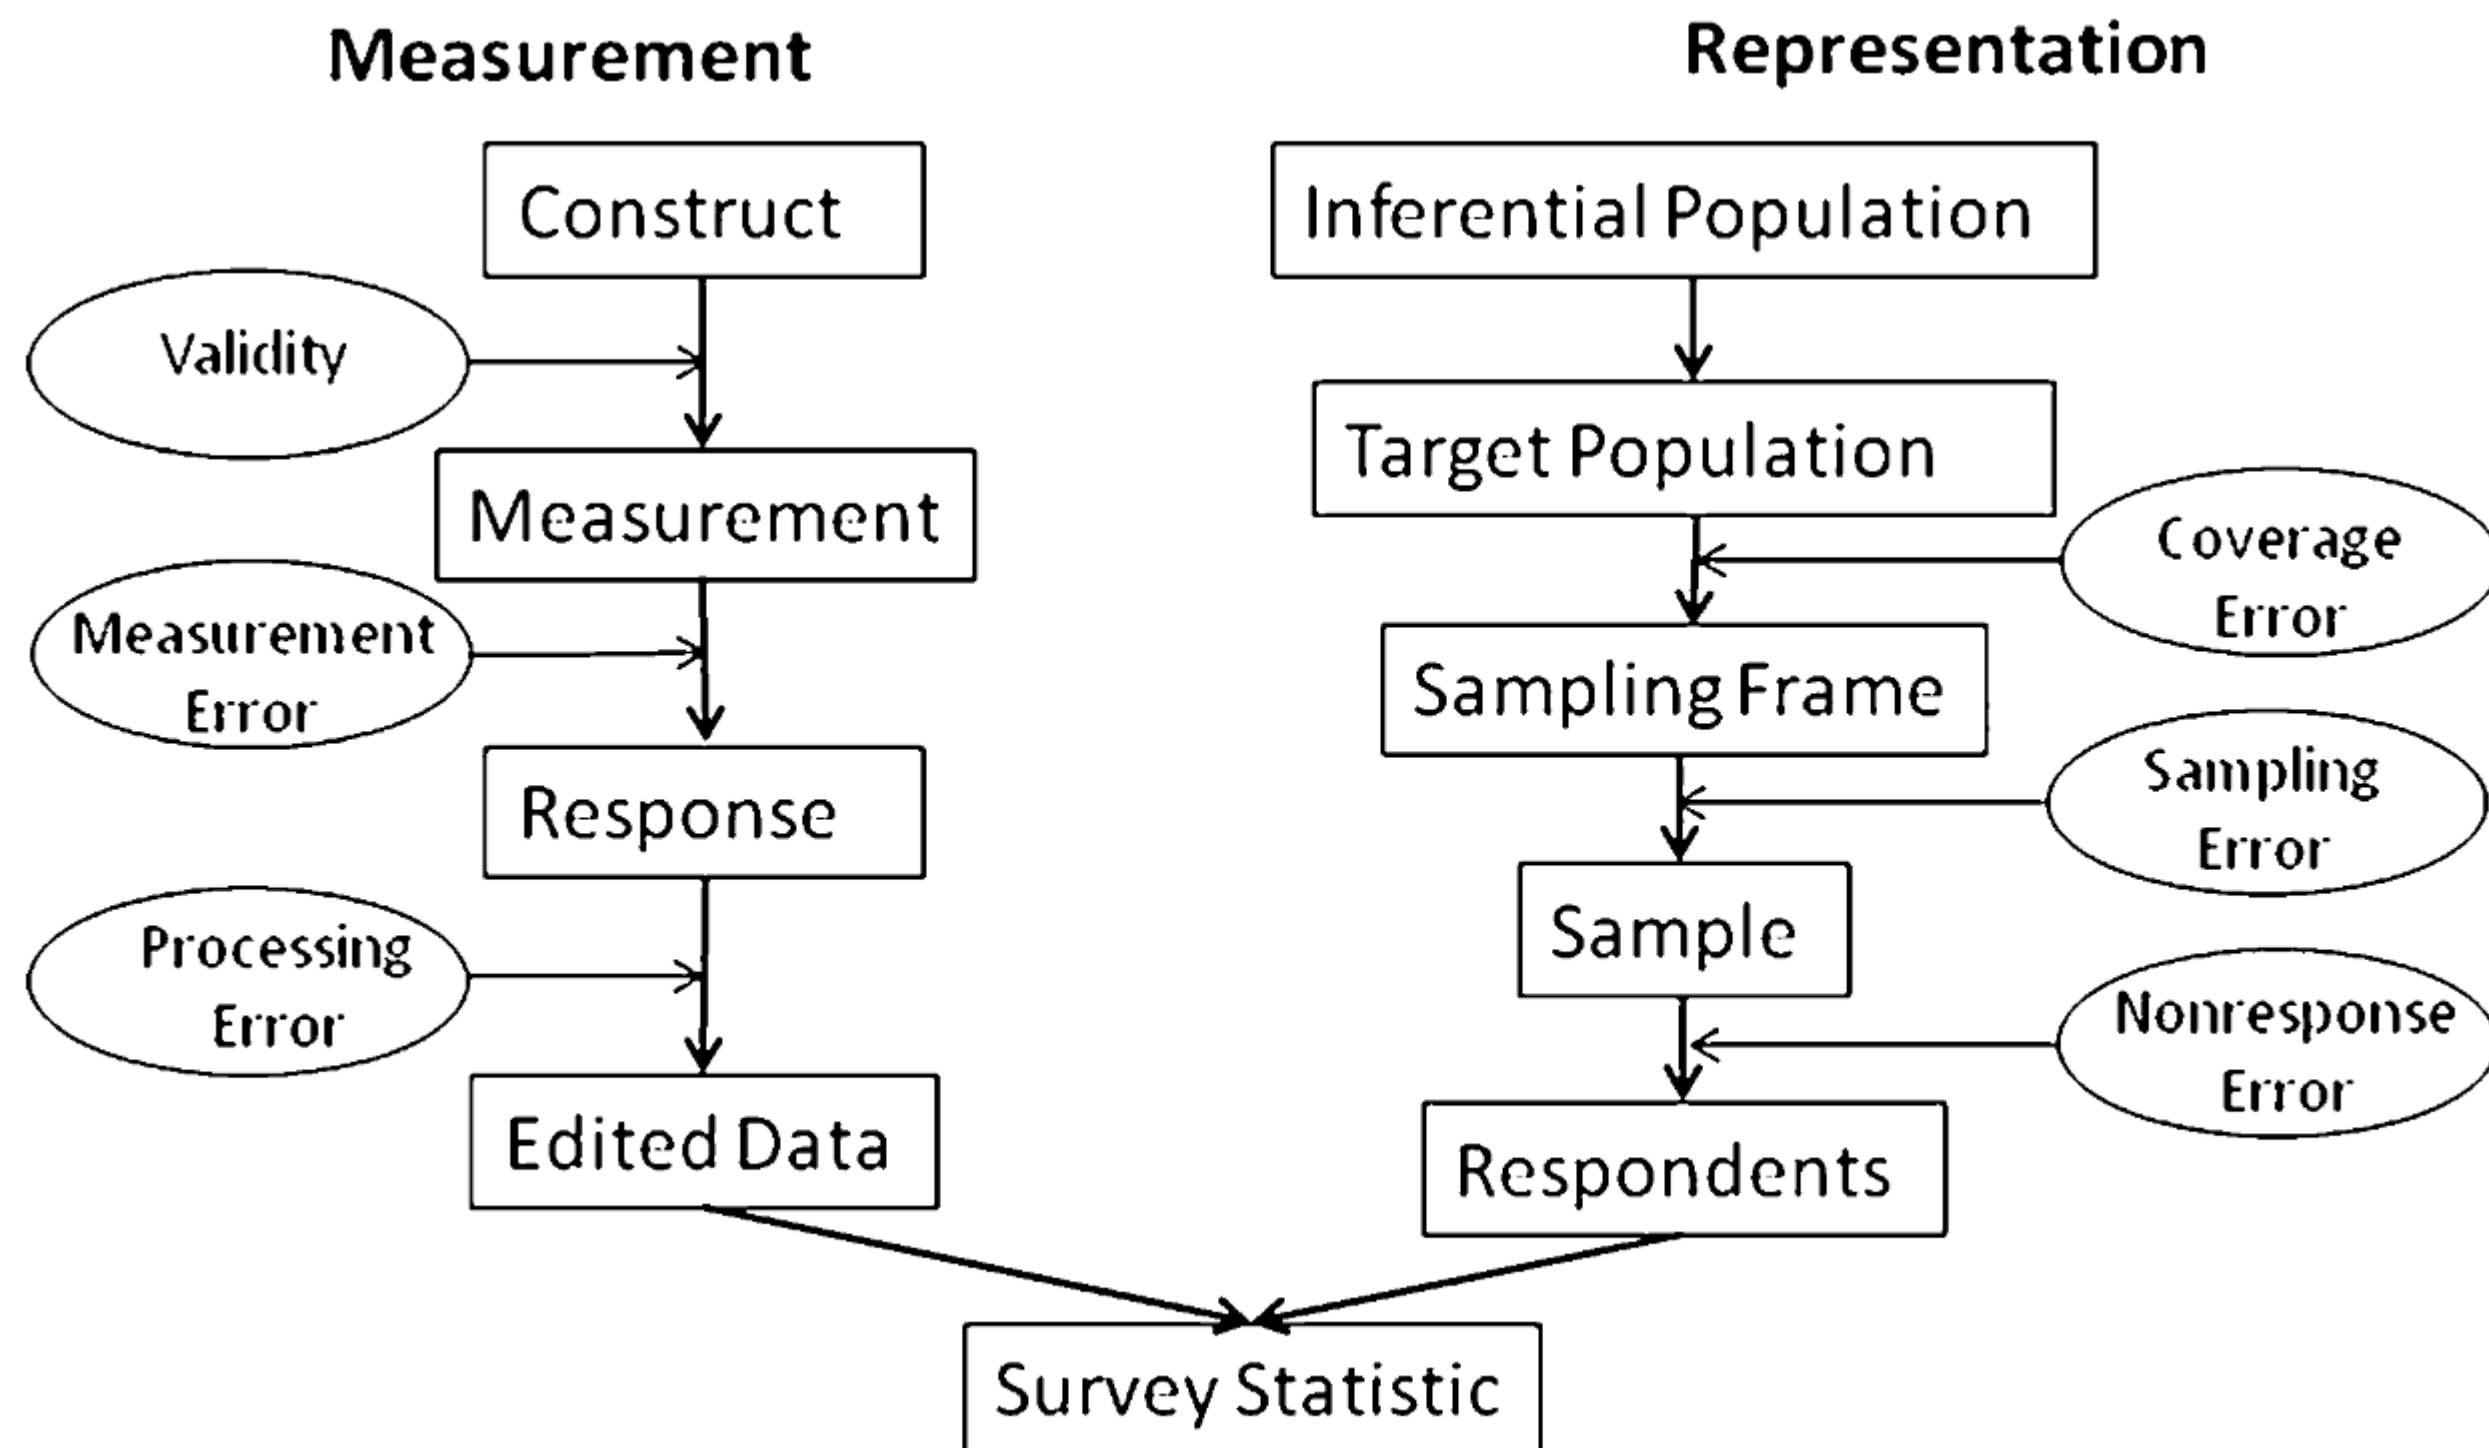 Measurement
Representation
Construct
Inferential Population
Validity
Target Population
Measurement
Coverage
Error
Measurement
Error
Sampling Frame
Response
Sampling
Error
Sample
Processing
Error
Nonresponse
Error
Edited Data
Respondents
Survey Statistic